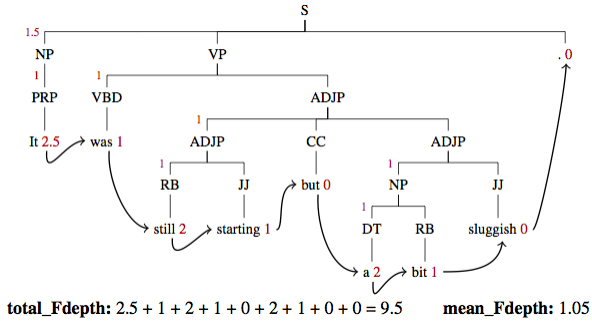 S
1.5
NP VP . 0
1 1
PRP VBD ADJP
1
It 2.5 was 1 ADJP CC ADJP
1 1
RB JJ but 0 NP JJ
1
still 2 starting 1 DT RB sluggish 0
a 2 bit 1
total_Fdepth: 2.5 + 1 + 2 + 1 + 0 + 2 + 1 + 0 + 0 = 9.5 mean_Fdepth: 1.05